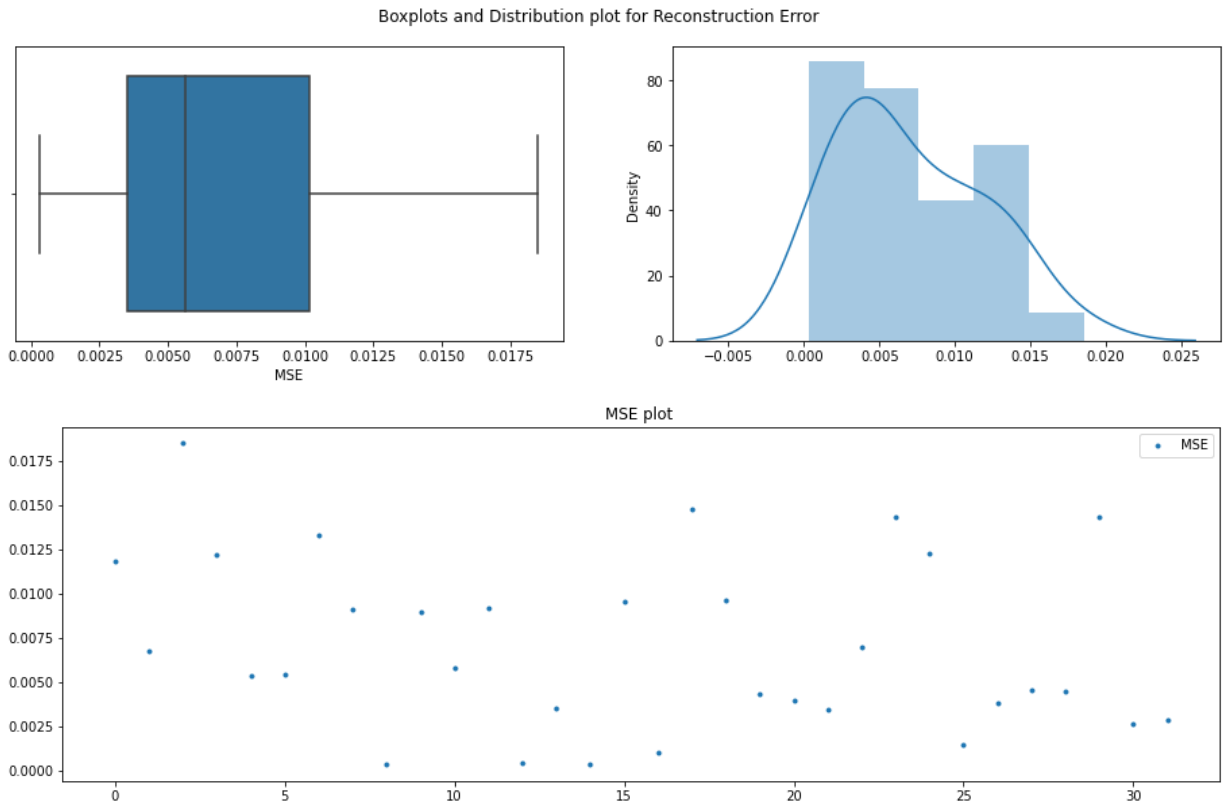 Boxplots and Distribution plot for Reconstruction Error
0.0000 0.0025 0.0050 0.0075 0.0100 0.0125 0.0150 0.0175
MSE
Density
80
60
40
20
0
−0.005 0.000 0.005 0.010 0.015 0.020 0.025
MSE plot
MSE
0.0175
0.0150
0.0125
0.0100
0.0075
0.0050
0.0025
0.0000
0 5 10 15 20 25 30